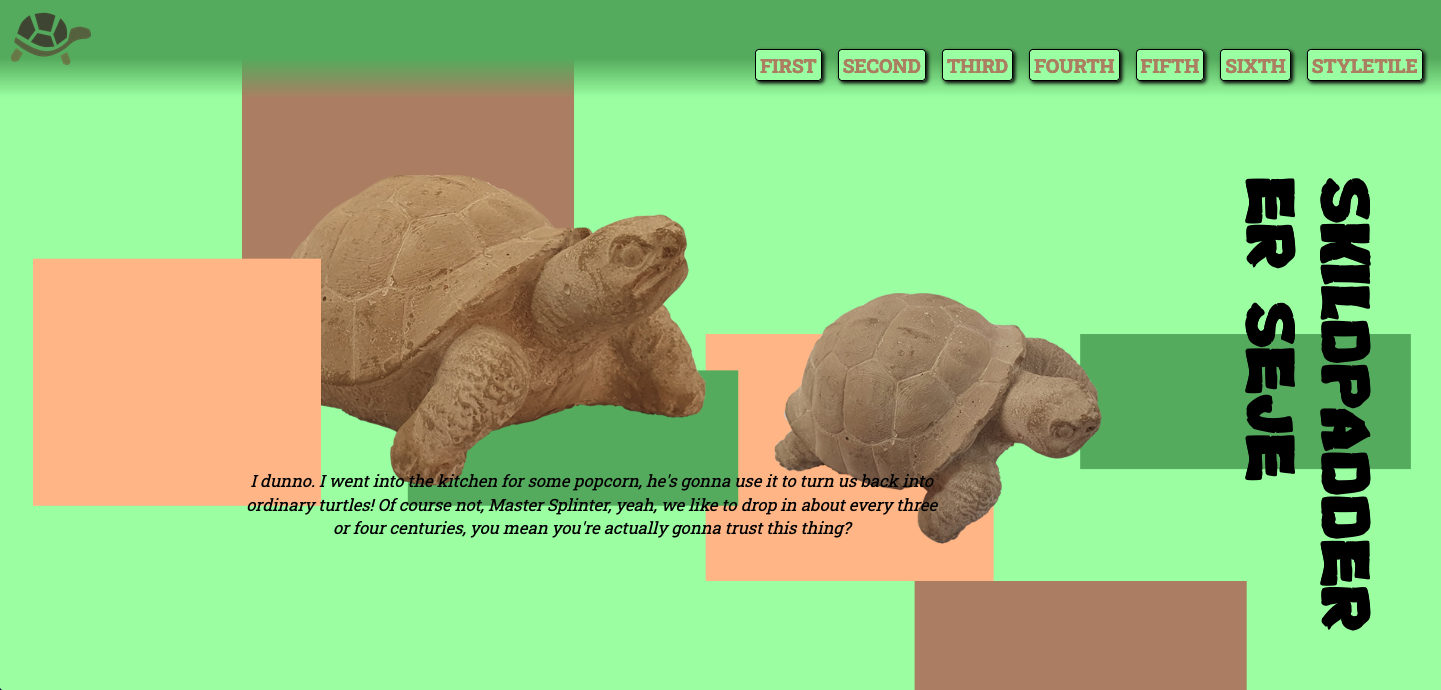 FIRST SECOND THIRD FOURTH FIFTH SIXTH STYLETILE
SKILDPADDER
ER SEJE
I dunno. I went into the kitchen for some popcorn, he's gonna use it to turn us back into
ordinary turtles! Of course not, Master Splinter, yeah, we like to drop in about every three
or four centuries, you mean you're actually gonna trust this thing?